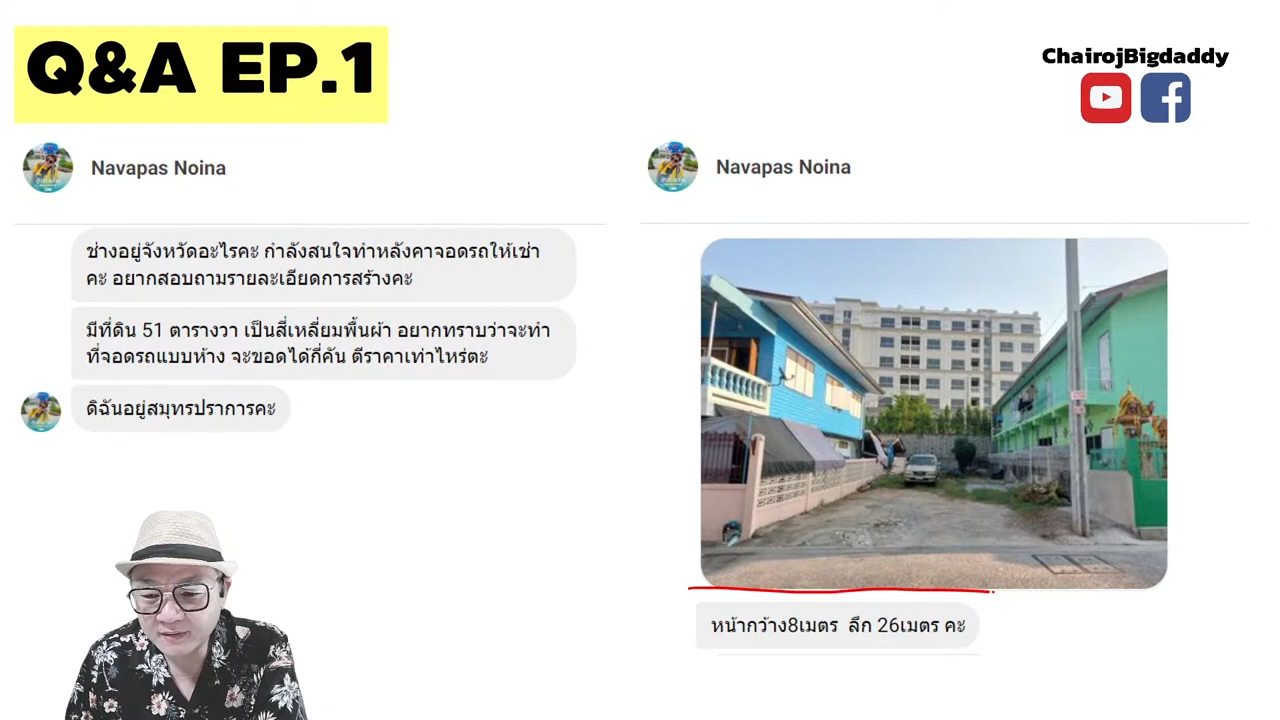 Q&A EP.1
ChairojBigdaddy
Navapas Noina
ช่างอยู่จังหวัดอะไรคะ กำลังสนใจทำหลังคาจอดรถให้เช่า
คะ อยากสอบถามรายละเอียดการสร้างคะ
มีที่ดิน 51 ตารางวา เป็นสี่เหลี่ยมพื้นผ้า อยากทราบว่าจะทำ
ที่จอดรถแบบห้าง จะขอดได้กี่คัน ตีราคาเท่าไหร่ตะ
ดิฉันอยู่สมุทรปราการคะ
Navapas Noina
หน้ากว้าง8เมตร ลึก 26เมตร คะ